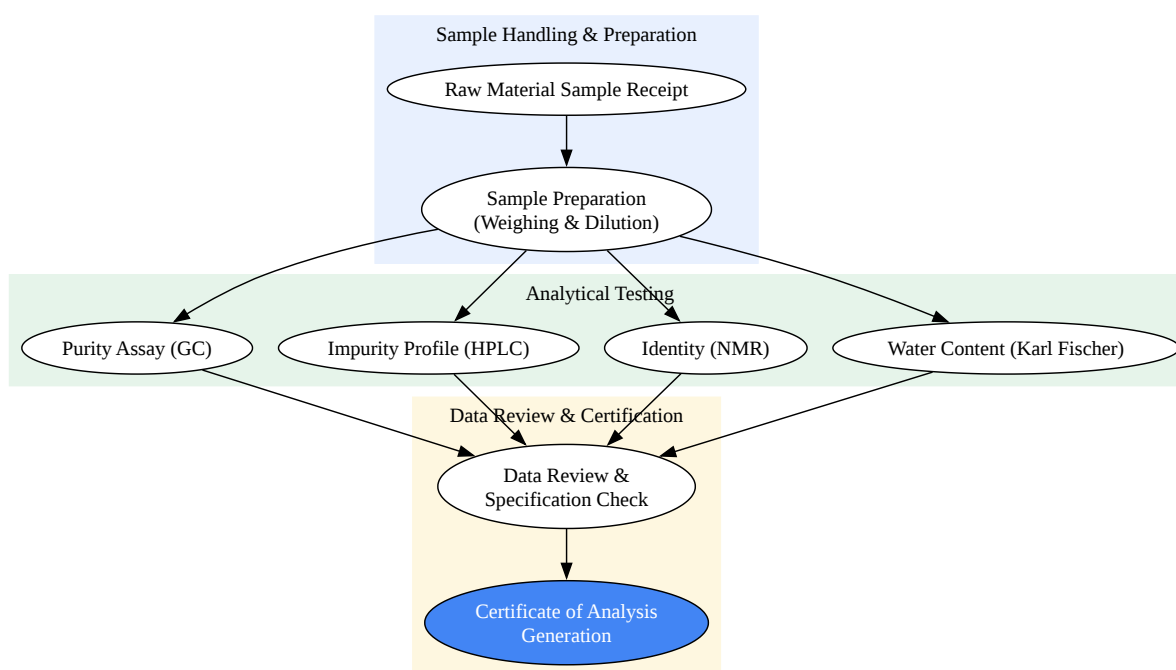 Sample Handling & Preparation
Raw Material Sample Receipt
Sample Preparation
(Weighing & Dilution)
Analytical Testing
Purity Assay (GC)
Impurity Profile (HPLC)
Identity (NMR)
Water Content (Karl Fischer)
Data Review & Certification
Data Review &
Specification Check
Certificate of Analysis
Generation